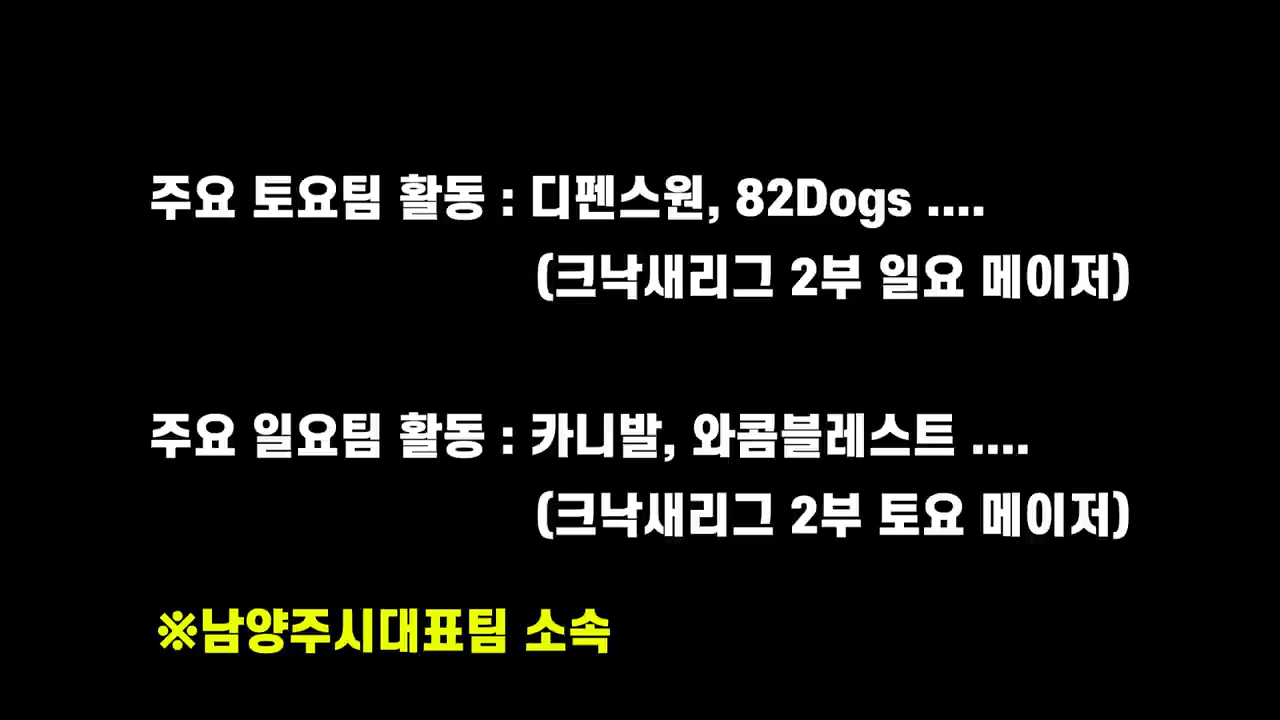 주요 토요팀 활동 : 디펜스원, 82Dogs ....
(크낙새리그 2부 일요 메이저)
주요 일요팀 활동 : 카니발, 와콤블레스트 ....
(크낙새리그 2부 토요 메이저)
※남양주시대표팀 소속